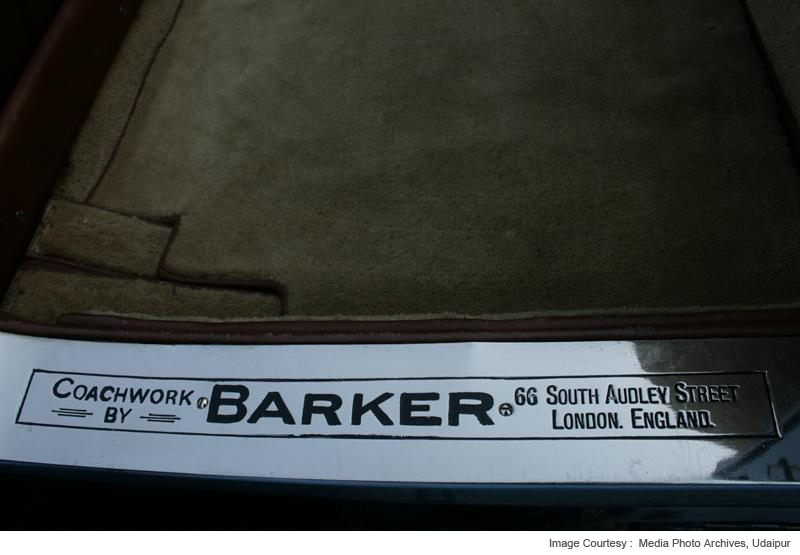 COACHWORK BY
BARKER
66 SOUTH AUDLEY STREET
LONDON. ENGLAND.
Image Courtesy : Media Photo Archives, Udaipur